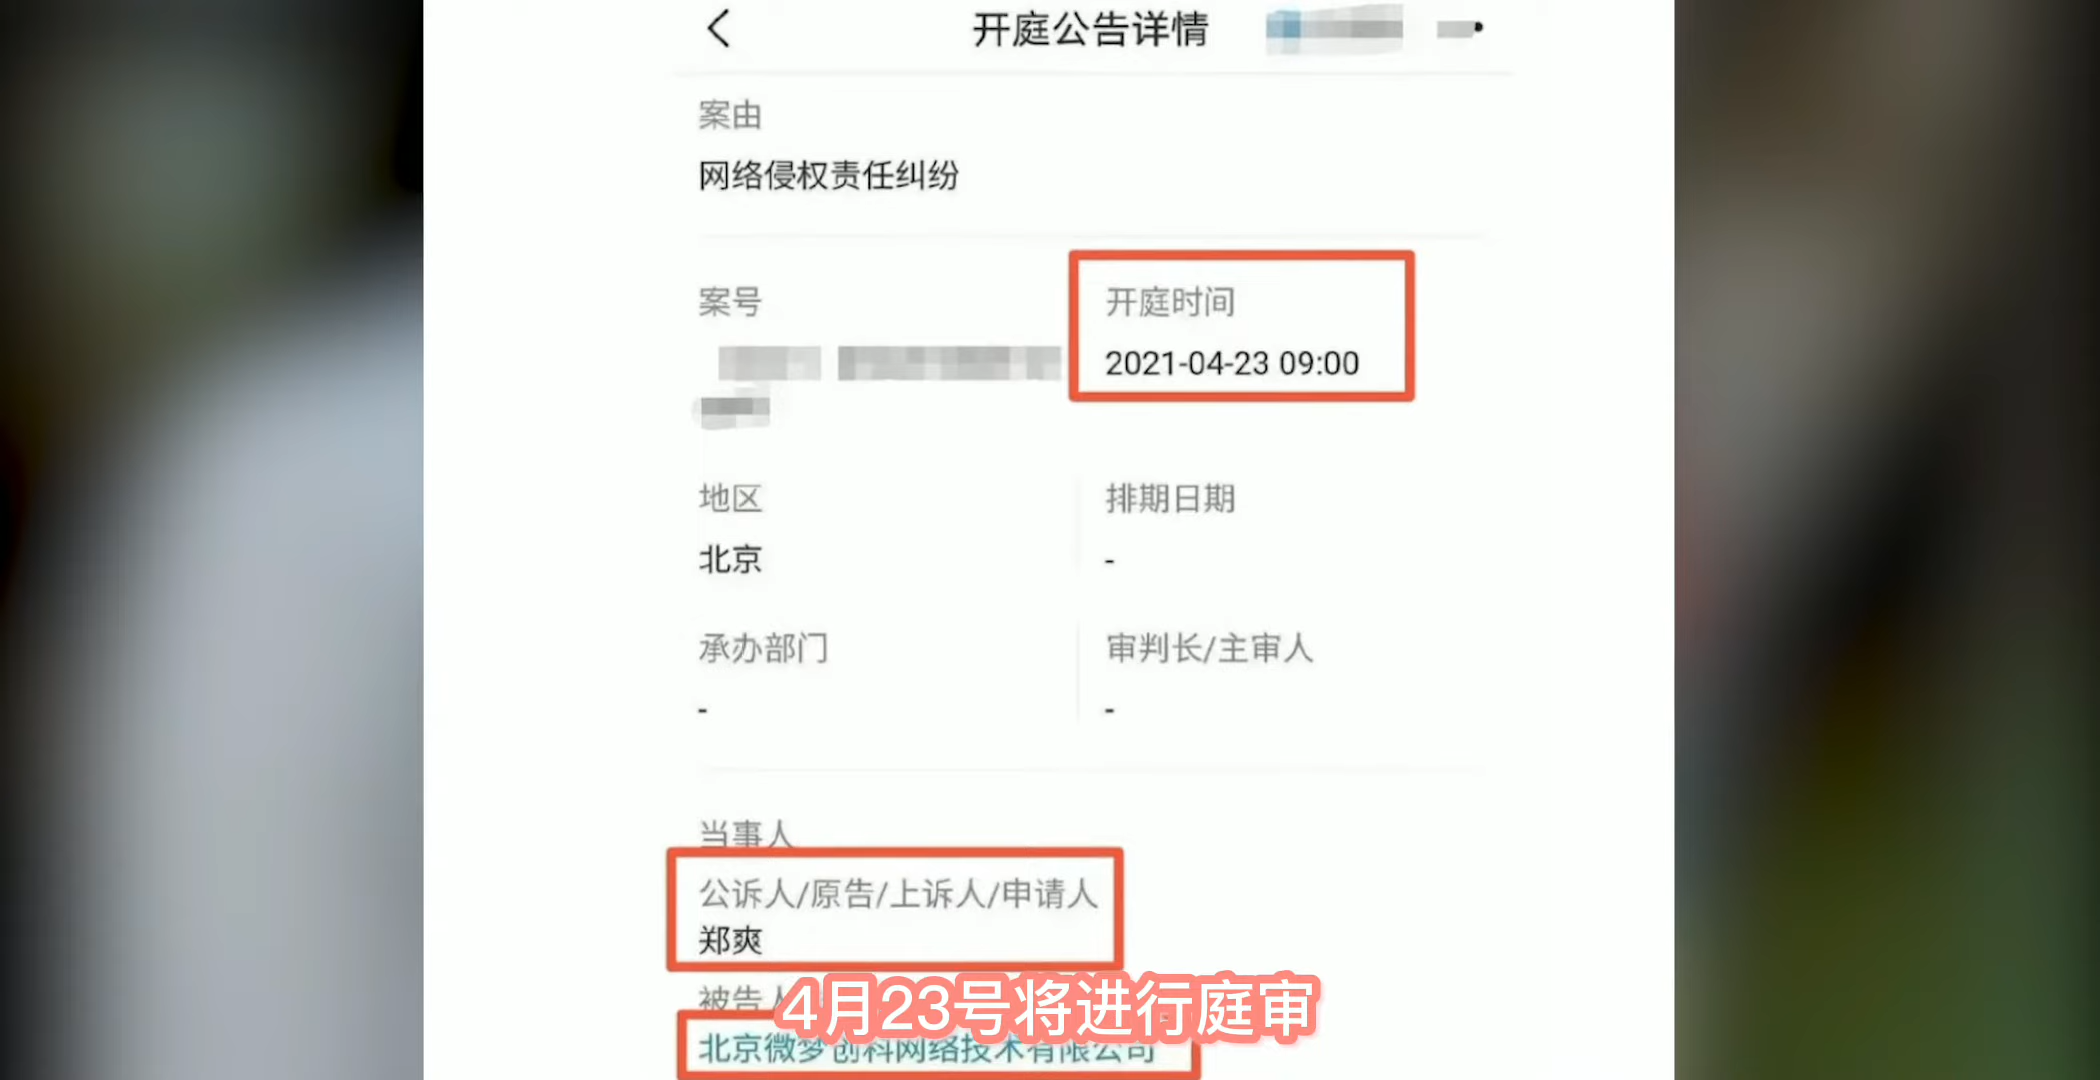 开庭公告详情
案由
网络侵权责任纠纷
案号
开庭时间
2021-04-23 09:00
地区
排期日期
北京
-
承办部门
审判长/主审人
-
-
当事人
公诉人/原告/上诉人/申请人
郑爽
被告人
4月23号将进行庭审
北京微梦创科网络技术有限公司